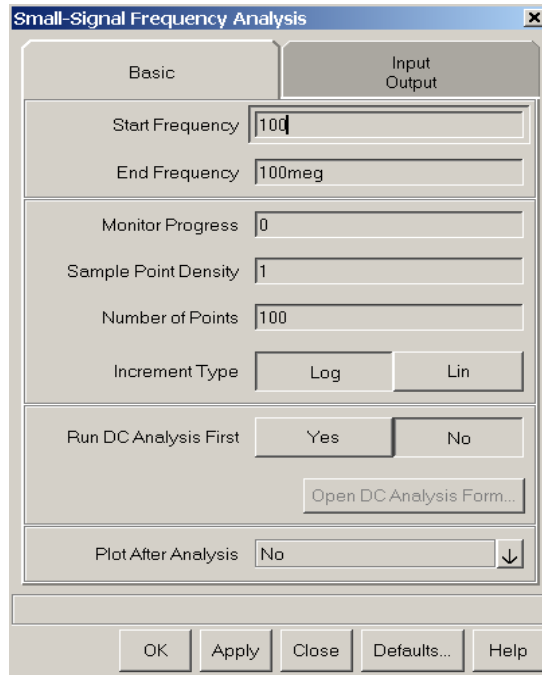 Small-Signal Frequency Analysis
Basic
Input
Output
Start Frequency 100
End Frequency 100meg
Monitor Progress 0
Sample Point Density 1
Number of Points 100
Increment Type Log Lin
Run DC Analysis First Yes No
Open DC Analysis Form...
Plot After Analysis No
OK Apply Close Defaults... Help